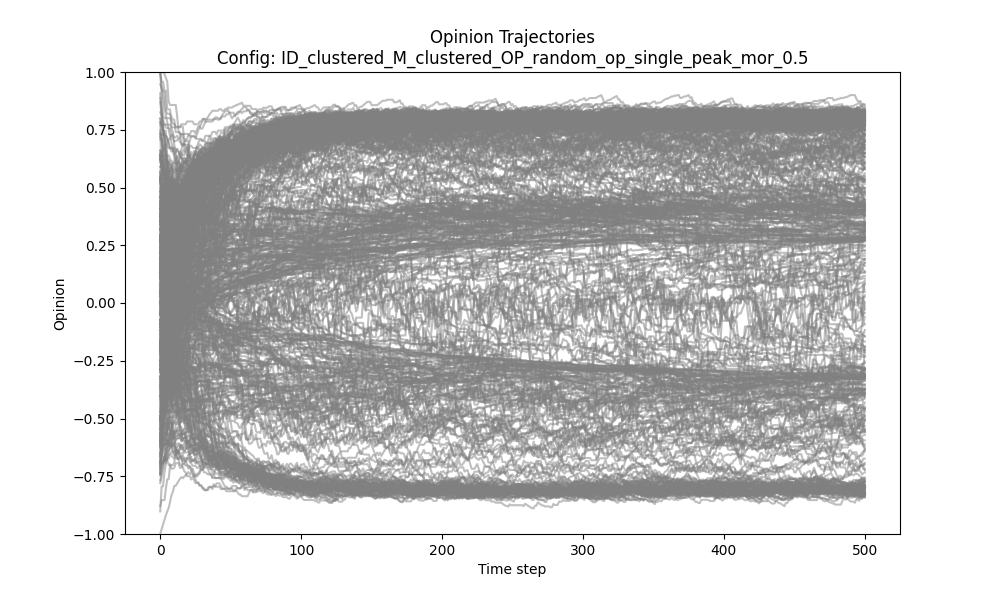 Opinion Trajectories
Config: ID_clustered_M_clustered_OP_random_op_single_peak_mor_0.5
1.00
0.75
0.50
0.25
0.00
−0.25
−0.50
−0.75
−1.00
Opinion
0 100 200 300 400 500
Time step